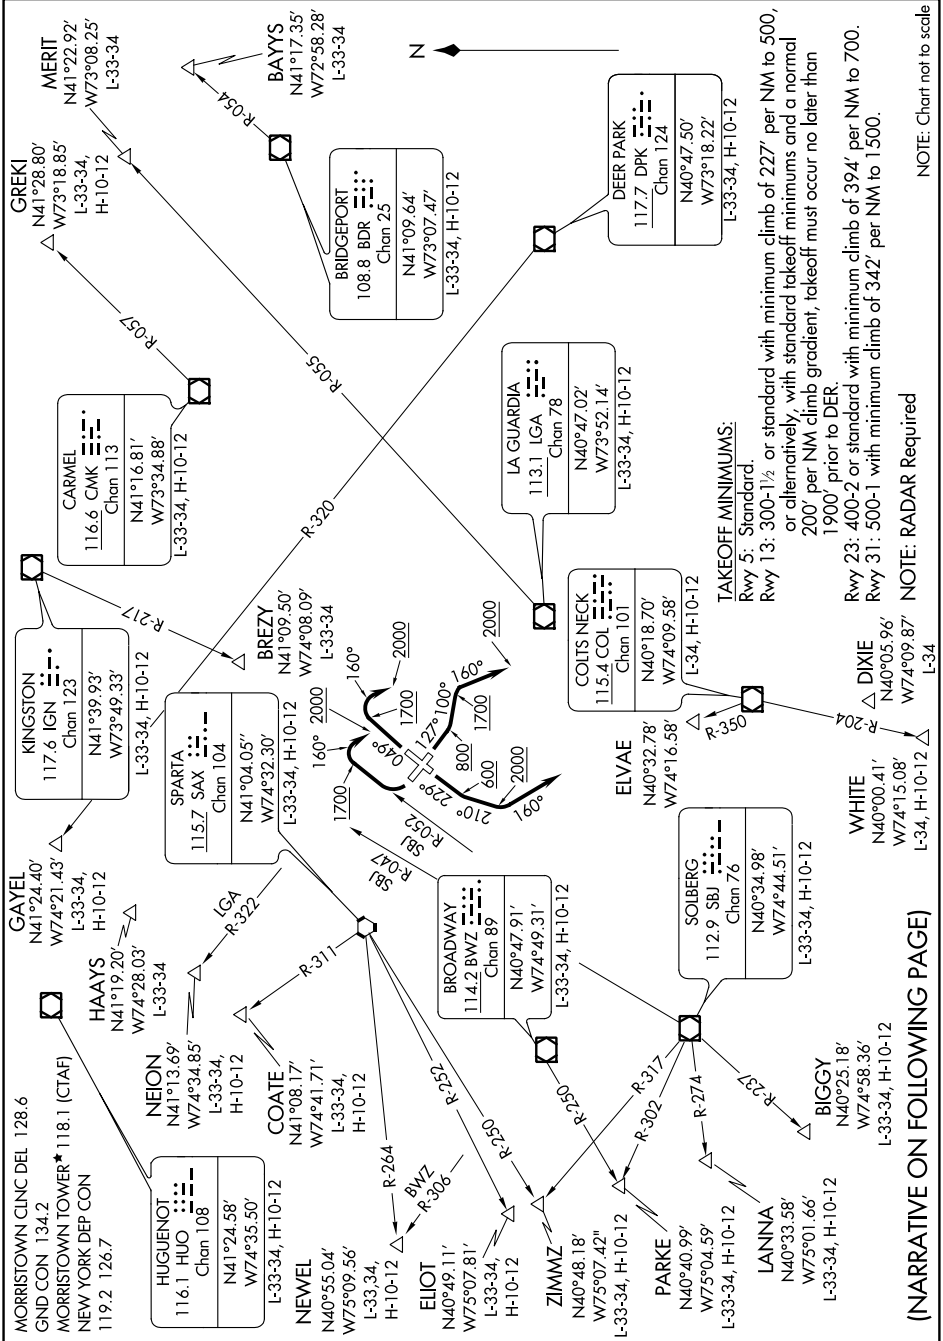 MORRISTOWN CLNC DEL 128.6
GND CON 134.2
MORRISTOWN TOWER★ 118.1 (CTAF)
NEW YORK DEP CON
119.2 126.7
HUGUENOT
116.1 HUO
Chan 108
N41°24.58'
W74°35.50'
L-33-34, H-10-12
HAAYS
N41°19.20'
W74°28.03'
L-33-34
GAYEL
N41°24.40'
W74°21.43'
L-33-34,
H-10-12
KINGSTON
117.6 IGN
Chan 123
N41°39.93'
W73°49.33'
L-33-34, H-10-12
R-217
CARMEL
116.6 CMK
Chan 113
N41°16.81'
W73°34.88'
L-33-34, H-10-12
R-057
GREKI
N41°28.80'
W73°18.85'
L-33-34,
H-10-12
MERIT
N41°22.92'
W73°08.25'
L-33-34
R-055
BAYYS
N41°17.35'
W72°58.28'
L-33-34
R-054
BRIDGEPORT
108.8 BDR
Chan 25
N41°09.64'
W73°07.47'
L-33-34, H-10-12
N
NEION
N41°13.69'
W74°34.85'
L-33-34,
H-10-12
LGA
R-322
SPARTA
115.7 SAX
Chan 104
N41°04.05"
W74°32.30'
L-33-34, H-10-12
BREZY
N41°09.50'
W74°08.09'
L-33-34
R-320
DEER PARK
117.7 DPK
Chan 124
N40°47.50'
W73°18.22'
L-33-34, H-10-12
COATE
N41°08.17'
W74°41.71'
L-33-34,
H-10-12
R-311
R-264
R-252
R-250
NEWEL
N40°55.04'
W75°09.56'
L-33,34,
H-10-12
BWZ
R-306
ELIOT
N40°49.11'
W75°07.81'
L-33-34,
H-10-12
ZIMMZ
N40°48.18'
W75°07.42"
L-33-34, H-10-12
BROADWAY
114.2 BWZ
Chan 89
N40°47.91'
W74°49.31'
L-33-34, H-10-12
R-250
SBJ
R-047
SBJ
R-052
160°
2000
1700
049°
160°
1700
2000
127°
100°
800
1700
160°
2000
229°
600
210°
2000
160°
LA GUARDIA
113.1 LGA
Chan 78
N40°47.02'
W73°52.14'
L-33-34, H-10-12
PARKE
N40°40.99'
W75°04.59'
L-33-34, H-10-12
R-317
R-302
R-274
R-237
LANNA
N40°33.58'
W75°01.66'
L-33-34, H-10-12
BIGGY
N40°25.18'
W74°58.36'
L-33-34, H-10-12
SOLBERG
112.9 SBJ
Chan 76
N40°34.98'
W74°44.51'
L-33-34, H-10-12
ELVAE
N40°32.78'
W74°16.58'
COLTS NECK
115.4 COL
Chan 101
N40°18.70'
W74°09.58'
L-34, H-10-12
R-350
R-204
WHITE
N40°00.41'
W74°15.08'
L-34, H-10-12
DIXIE
N40°05.96'
W74°09.87'
L-34
TAKEOFF MINIMUMS:
Rwy 5: Standard.
Rwy 13: 300-1½ or standard with minimum climb of 227' per NM to 500,
or alternatively, with standard takeoff minimums and a normal
200' per NM climb gradient, takeoff must occur no later than
1900' prior to DER.
Rwy 23: 400-2 or standard with minimum climb of 394' per NM to 700.
Rwy 31: 500-1 with minimum climb of 342' per NM to 1500.
NOTE: RADAR Required
NOTE: Chart not to scale
(NARRATIVE ON FOLLOWING PAGE)